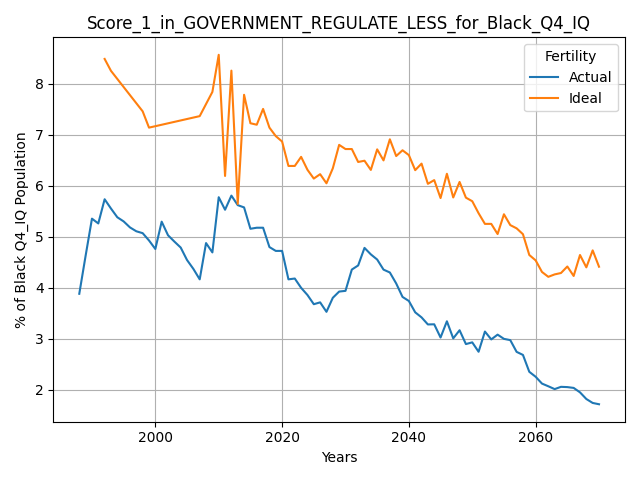 Score_1_in_GOVERNMENT_REGULATE_LESS_for_Black_Q4_IQ
Fertility
Actual
Ideal
% of Black Q4_IQ Population
8
7
6
5
4
3
2
2000
2020
2040
2060
Years